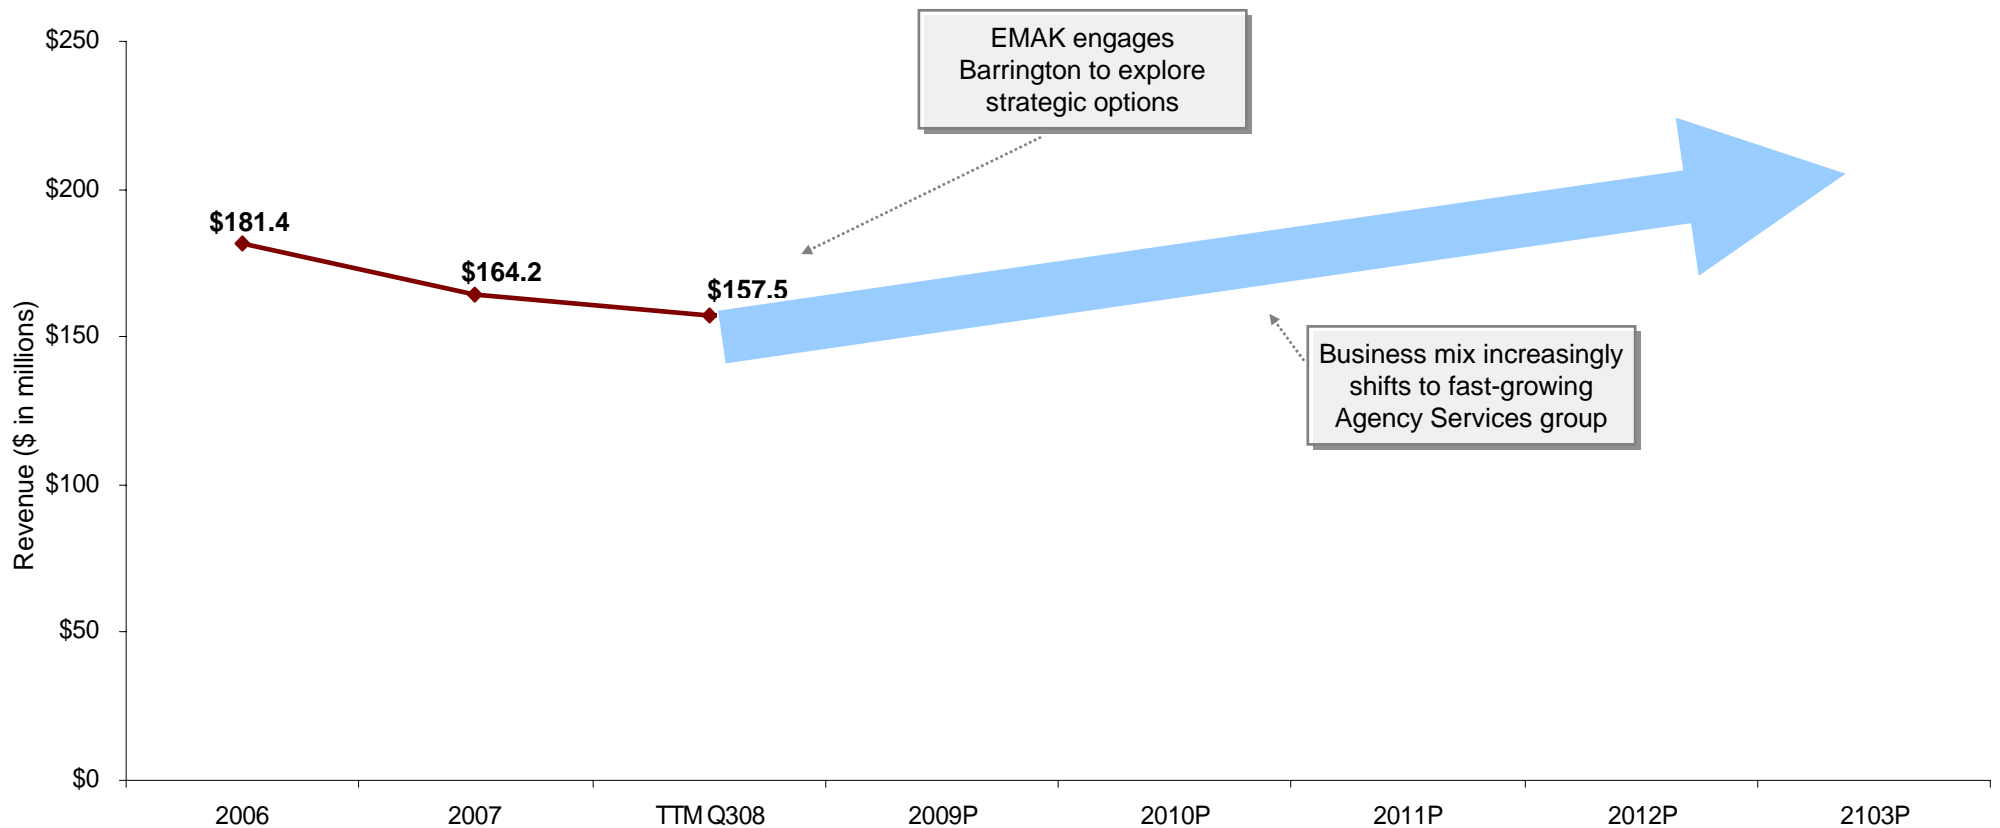 EMAK engages
Barrington to explore
strategic options
$250
$200
$150
$100
$50
$0
Revenue ($ in millions)
$181.4
$164.2
$157.5
Business mix increasingly
shifts to fast-growing
Agency Services group
2006
2007
TTM Q308
2009P
2010P
2011P
2012P
2103P